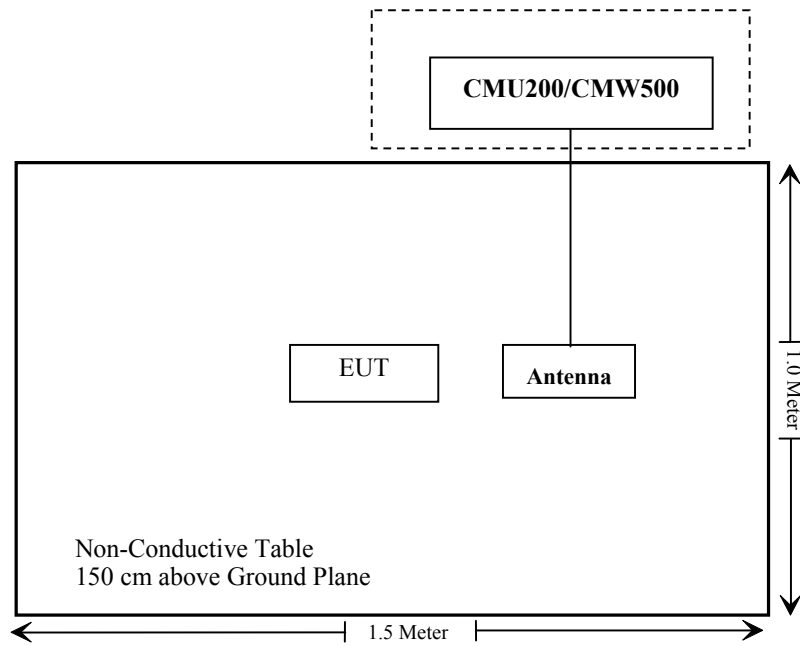 CMU200/CMW500
EUT
Antenna
1.0 Meter
Non-Conductive Table
150 cm above Ground Plane
1.5 Meter